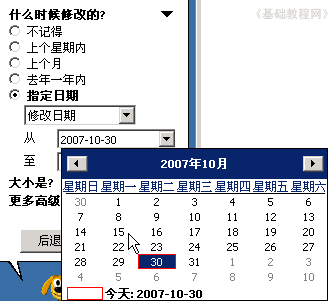 什么时候修改的?
《基础教程网》
不记得
上个星期内
上个月
去年一年内
指定日期
修改日期
从 2007-10-30
至
大小是?
更多高级
后退
2007年10月
星期日 星期一 星期二 星期三 星期四 星期五 星期六
30 1 2 3 4 5 6
7 8 9 10 11 12 13
14 15 16 17 18 19 20
21 22 23 24 25 26 27
28 29 30 31 1 2 3
4 5 6 7 8 9 10
今天: 2007-10-30